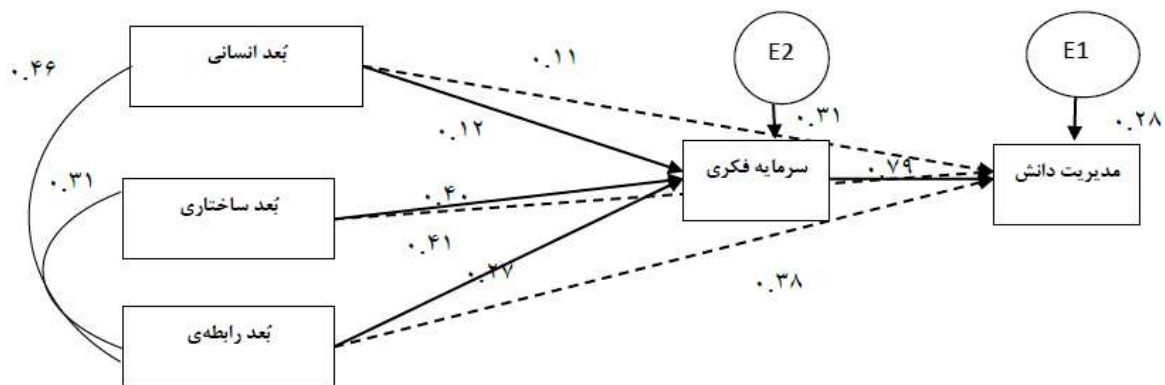 بُعد انسانی
E2
E1
۰.۴۶
۰.۱۱
۰.۳۱
۰.۲۸
۰.۱۲
سرمایه فکری
۰.۷۹
مدیریت دانش
۰.۳۱
بُعد ساختاری
۰.۴۰
۰.۴۱
۰.۲۷
۰.۳۸
بُعد رابطه‌ی